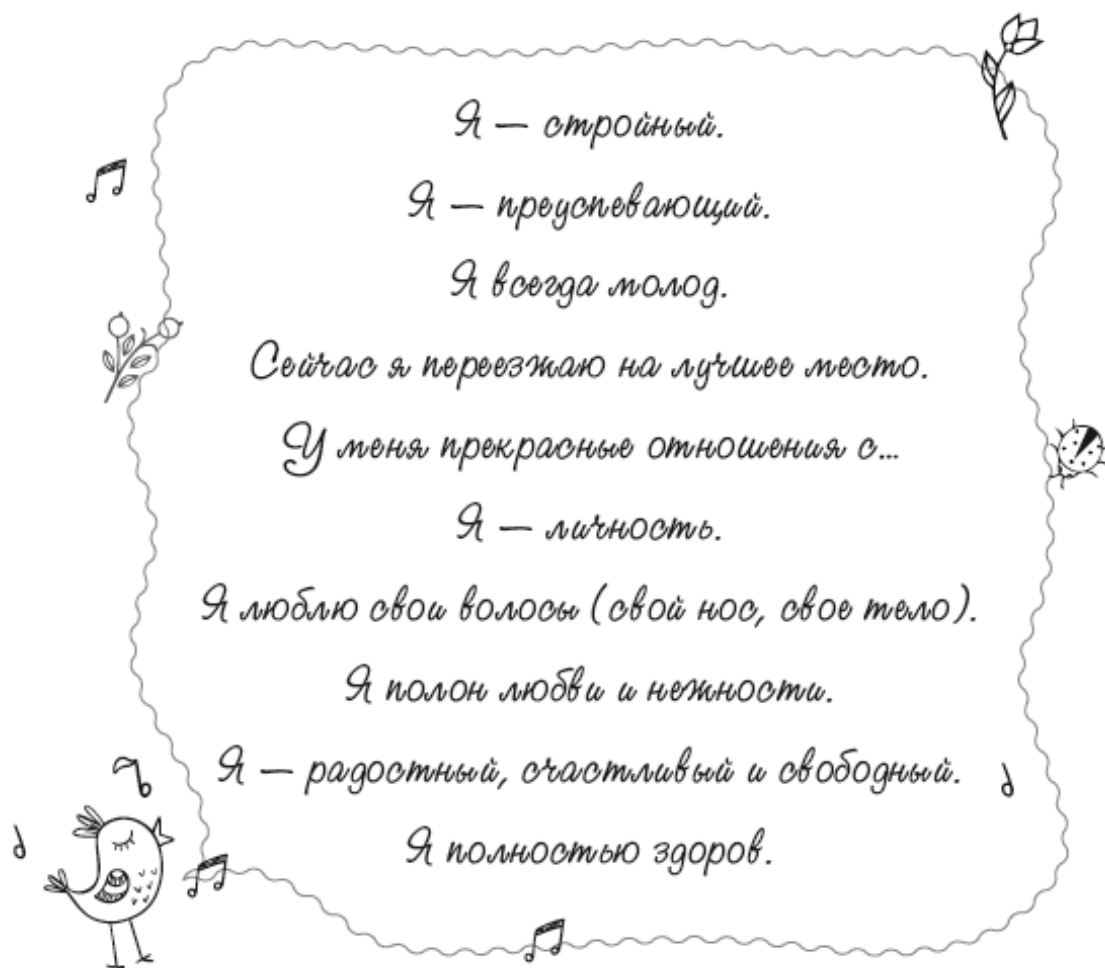 Я — стройный.
Я — преуспевающий.
Я всегда молод.
Сейчас я переезжаю на лучшее место.
У меня прекрасные отношения с...
Я — личность.
Я люблю свои волосы (свой нос, свое тело).
Я полон любви и нежности.
Я — радостный, счастливый и свободный.
Я полностью здоров.